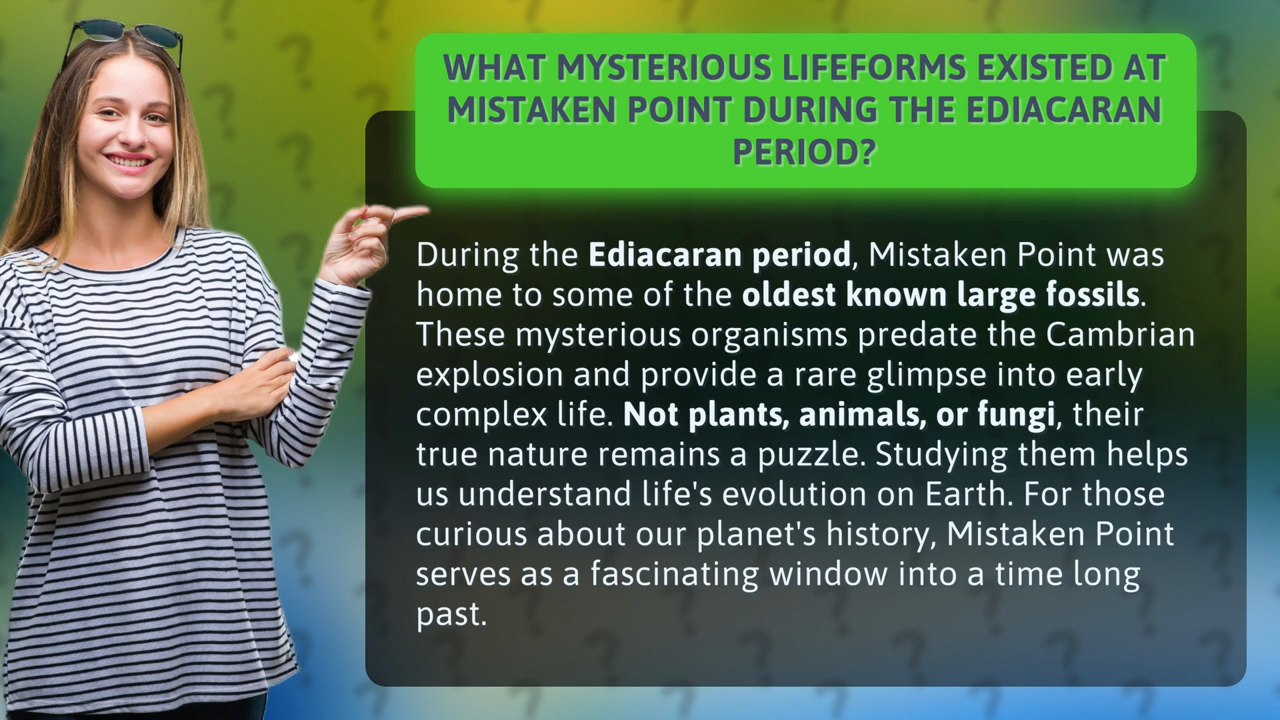 WHAT MYSTERIOUS LIFEFORMS EXISTED AT
MISTAKEN POINT DURING THE EDIACARAN
PERIOD?
During the Ediacaran period, Mistaken Point was
home to some of the oldest known large fossils.
These mysterious organisms predate the Cambrian
explosion and provide a rare glimpse into early
complex life. Not plants, animals, or fungi, their
true nature remains a puzzle. Studying them helps
us understand life's evolution on Earth. For those
curious about our planet's history, Mistaken Point
serves as a fascinating window into a time long
past.